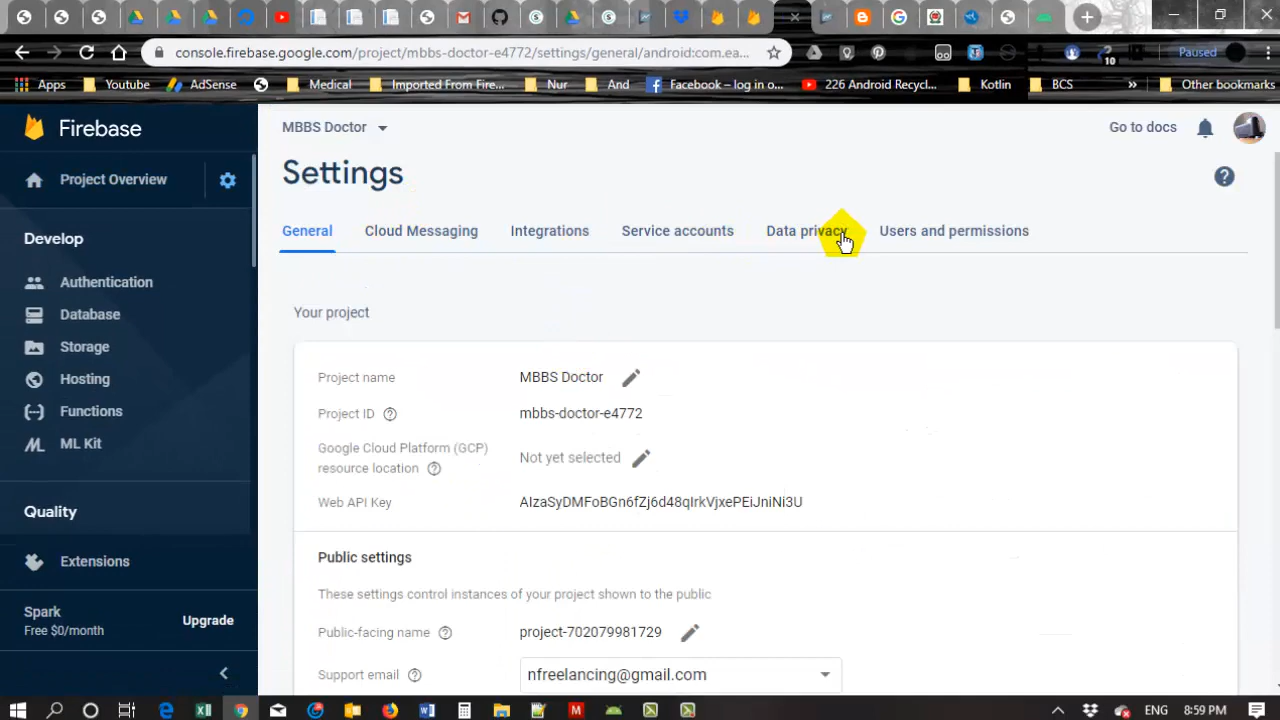 console.firebase.google.com/project/mbbs-doctor-e4772/settings/general/android:com.ea...
10
Paused
Apps
Youtube
AdSense
Medical
Imported From Fire...
Nur
And
Facebook – log in o...
226 Android Recycl...
Kotlin
BCS
»
Other bookmarks
Firebase
MBBS Doctor
Go to docs
Project Overview
Settings
General
Cloud Messaging
Integrations
Service accounts
Data privacy
Users and permissions
Develop
Authentication
Database
Storage
Hosting
Functions
ML Kit
Quality
Extensions
Spark
Free $0/month
Upgrade
Your project
Project name
MBBS Doctor
Project ID
mbbs-doctor-e4772
Google Cloud Platform (GCP)
resource location
Not yet selected
Web API Key
AIzaSyDMFoBGn6fZj6d48qIrkVjxePEiJniNi3U
Public settings
These settings control instances of your project shown to the public
Public-facing name
project-702079981729
Support email
nfreelancing@gmail.com
ENG
8:59 PM